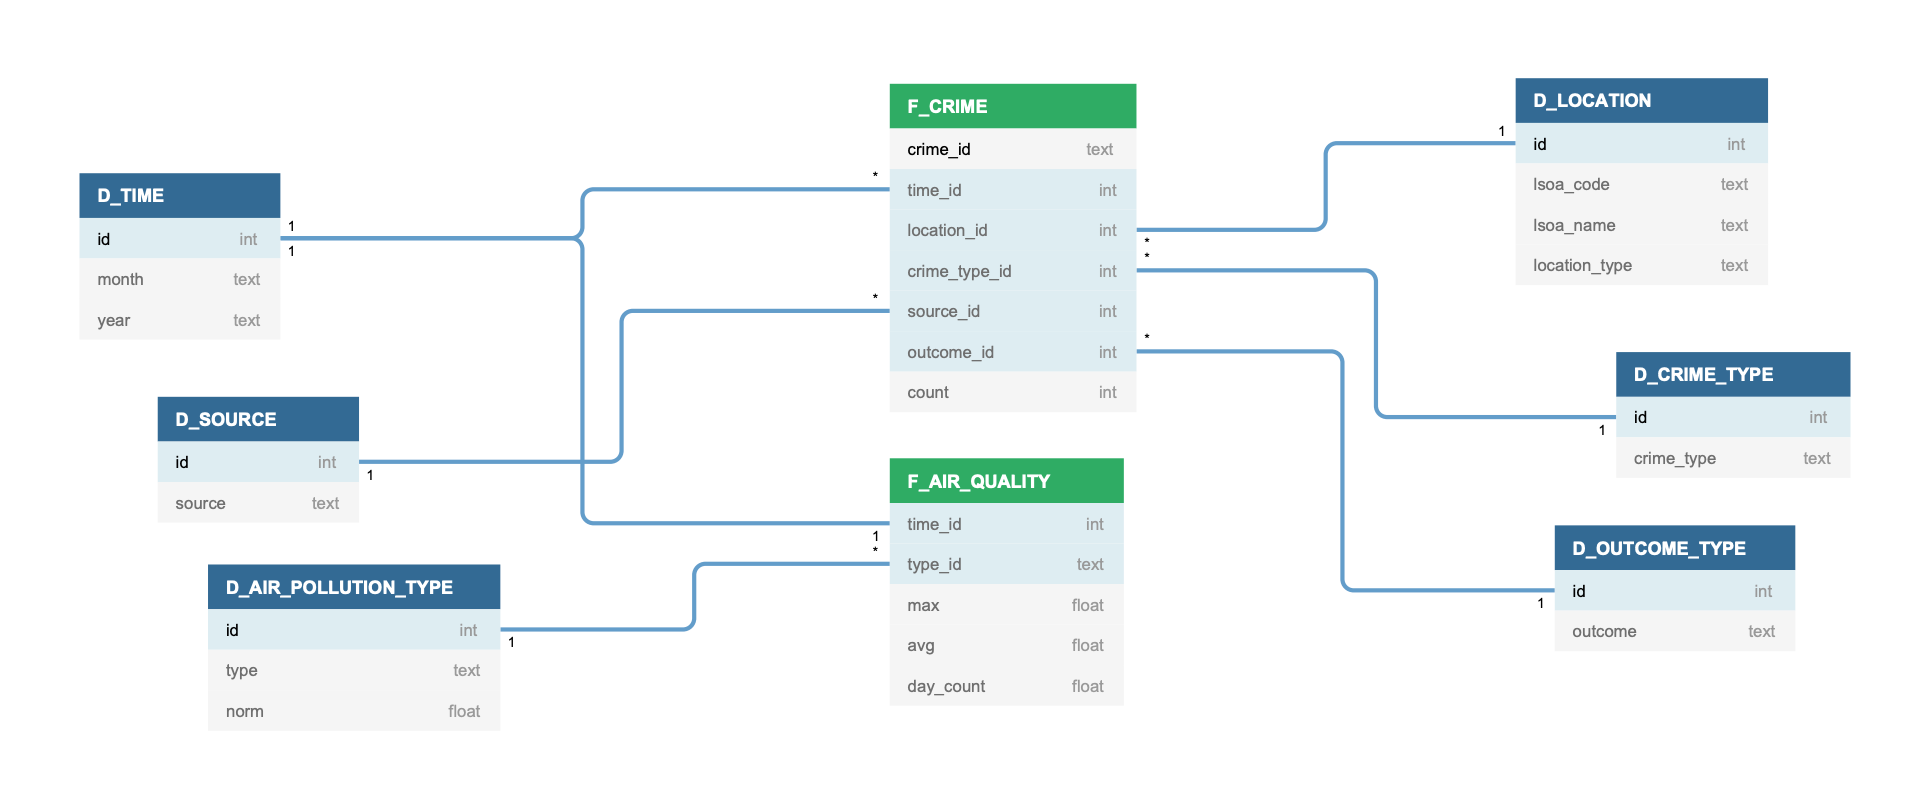 D_TIME
id int
month text
year text
1
1
D_SOURCE
id int
source text
1
D_AIR_POLLUTION_TYPE
id int
type text
norm float
1
F_CRIME
crime_id text
time_id int
location_id int
crime_type_id int
source_id int
outcome_id int
count int
*
*
*
*
*
F_AIR_QUALITY
time_id int
type_id text
max float
avg float
day_count float
1
*
D_LOCATION
id int
lsoa_code text
lsoa_name text
location_type text
1
D_CRIME_TYPE
id int
crime_type text
1
D_OUTCOME_TYPE
id int
outcome text
1